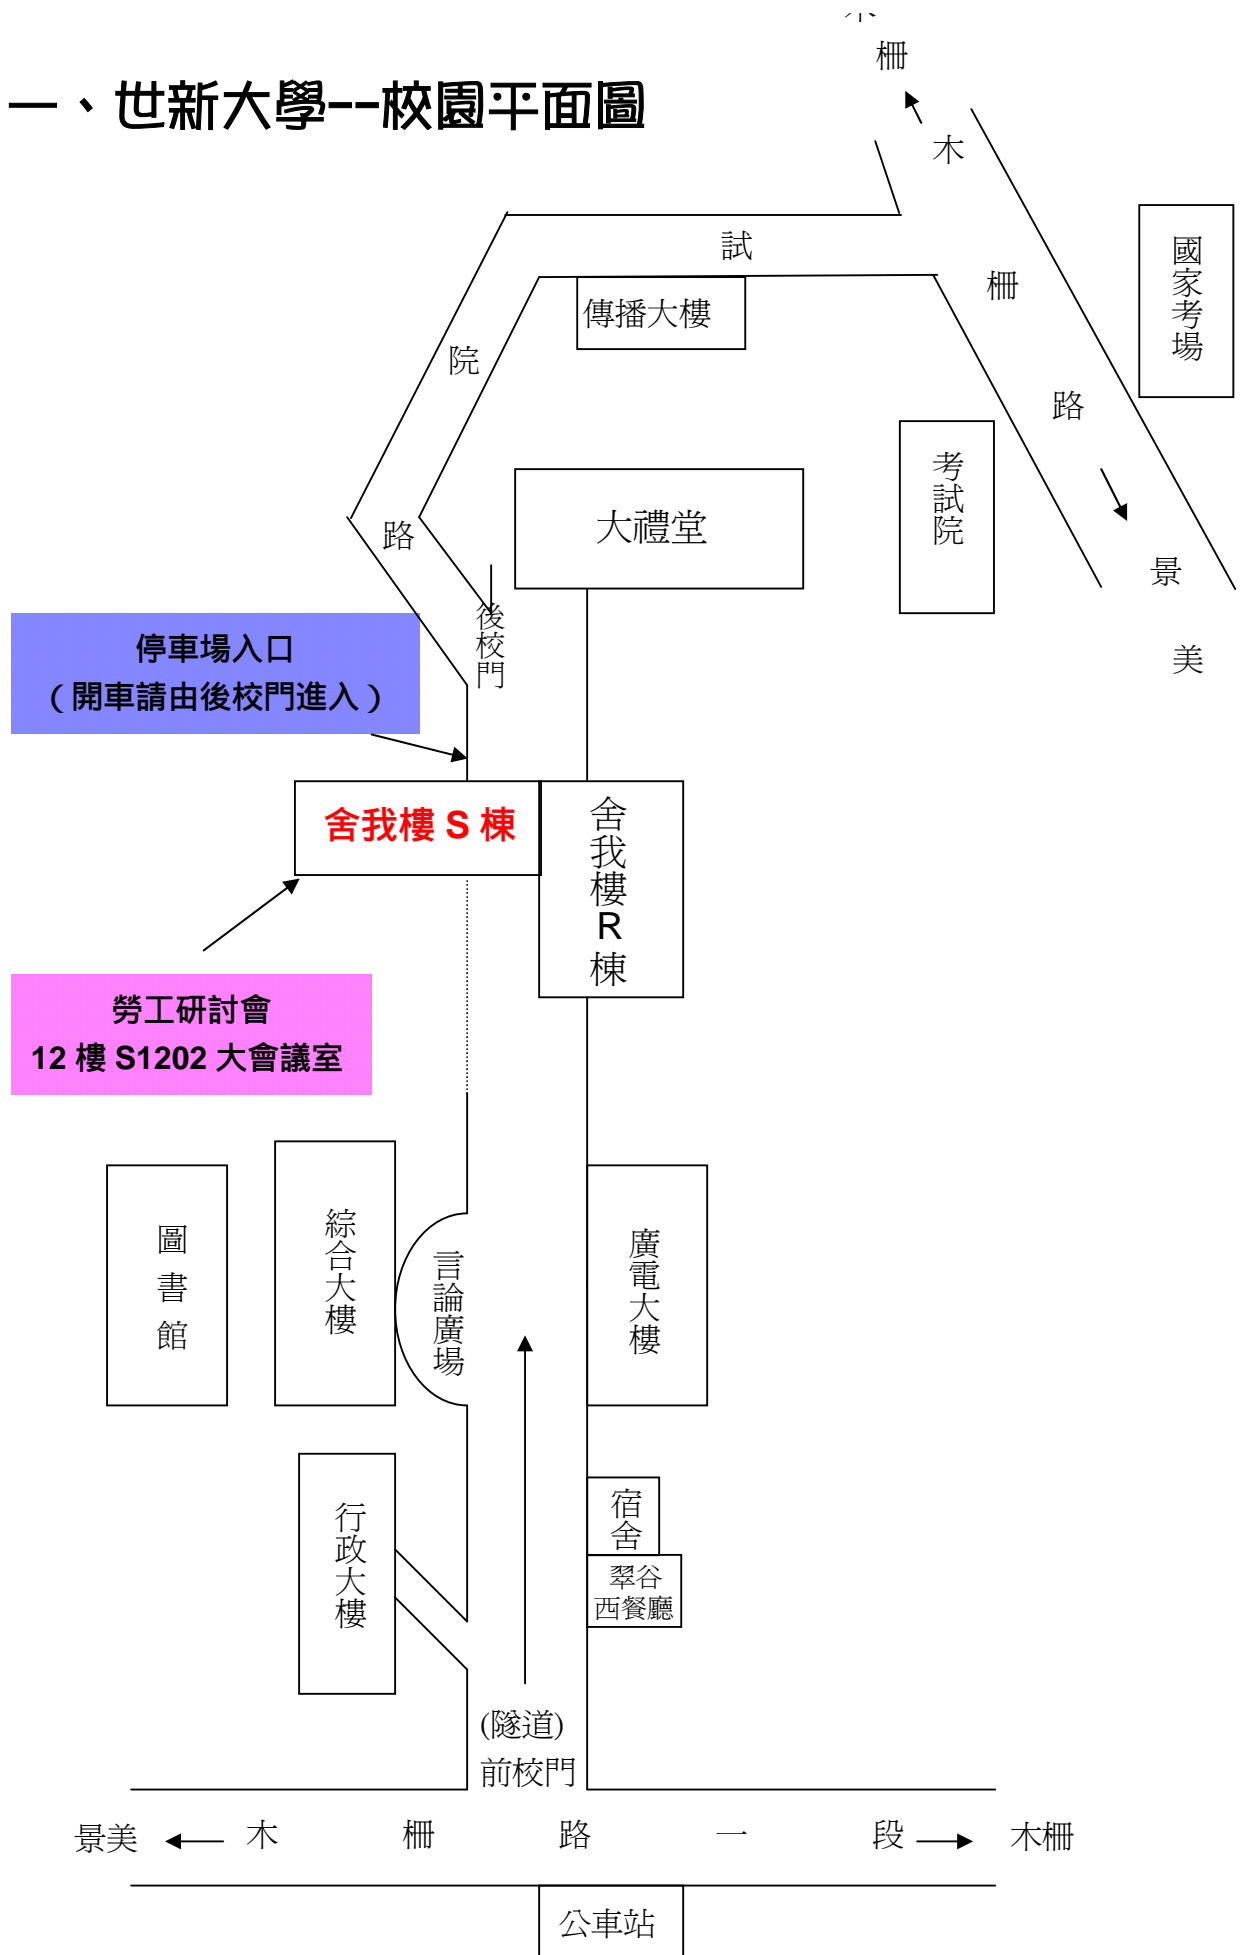 柵
一、世新大學--校園平面圖
木柵路
試院路
國家考場
傳播大樓
考試院
大禮堂
景美
後校門
停車場入口
（開車請由後校門進入）
舍我樓 S 棟
舍我樓R棟
勞工研討會
12 樓 S1202 大會議室
圖書館
綜合大樓
言論廣場
廣電大樓
行政大樓
宿舍
翠谷
西餐廳
(隧道)
前校門
景美 木柵路一段 木柵
公車站